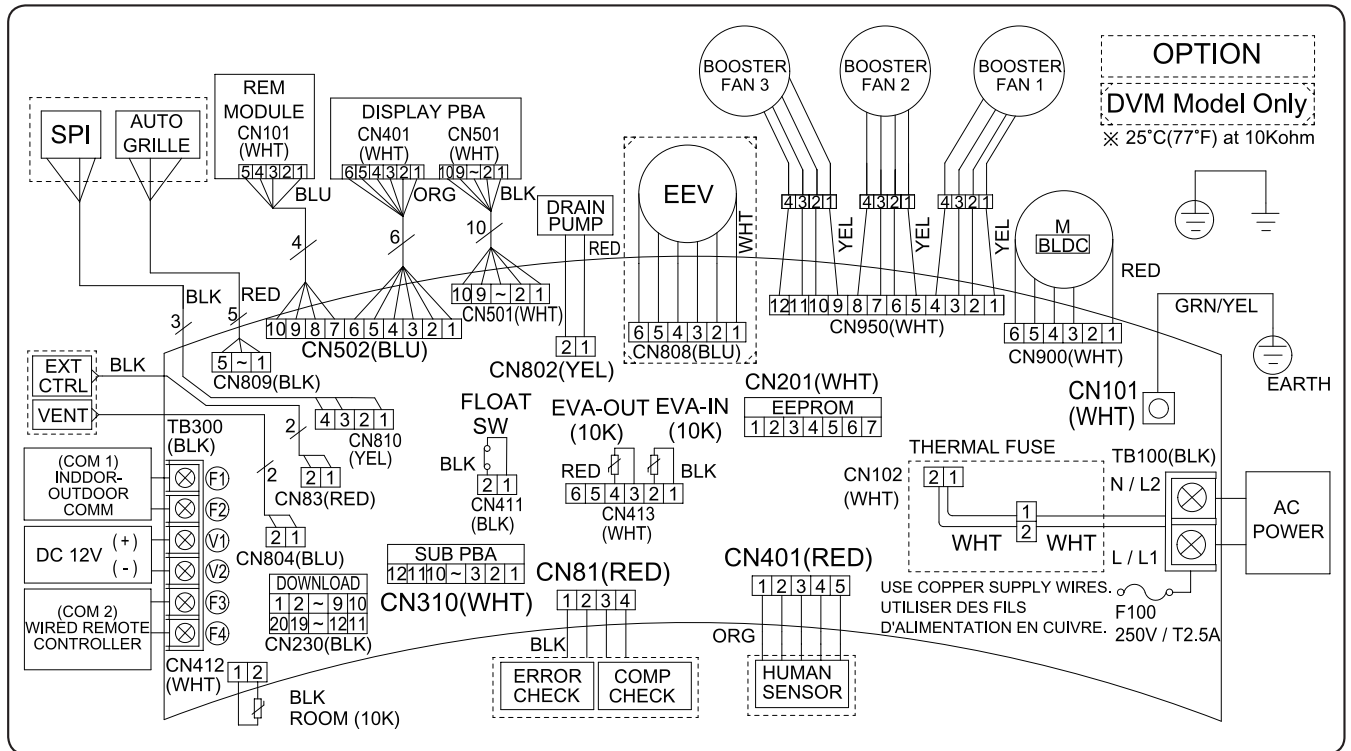 BOOSTER
FAN 3
BOOSTER
FAN 2
BOOSTER
FAN 1
OPTION
DVM Model Only
※ 25˚C(77˚F) at 10Kohm
SPI
AUTO
GRILLE
REM
MODULE
CN101
(WHT)
5 4 3 2 1
BLU
4
DISPLAY PBA
CN401
(WHT)
6 5 4 3 2 1
ORG
6
CN501
(WHT)
10 9 ~ 2 1
BLK
10
DRAIN
PUMP
RED
EEV
WHT
4 3 2 1
YEL
4 3 2 1
YEL
4 3 2 1
YEL
M
BLDC
RED
GRN/YEL
EARTH
BLK
3
RED
5
10 9 8 7 6 5 4 3 2 1
CN502(BLU)
10 9 ~ 2 1
CN501(WHT)
2 1
CN802(YEL)
6 5 4 3 2 1
CN808(BLU)
12 11 10 9 8 7 6 5 4 3 2 1
CN950(WHT)
6 5 4 3 2 1
CN900(WHT)
CN101
(WHT)
5 ~ 1
CN809(BLK)
EXT
CTRL
BLK
VENT
4 3 2 1
CN810
(YEL)
2
2 1
CN83(RED)
2
2 1
CN804(BLU)
TB300
(BLK)
(COM 1)
INDDOR-
OUTDOOR
COMM
F1
F2
DC 12V
(+)
(-)
V1
V2
(COM 2)
WIRED REMOTE
CONTROLLER
F3
F4
FLOAT
SW
BLK
2 1
CN411
(BLK)
EVA-OUT
(10K)
EVA-IN
(10K)
RED
BLK
6 5 4 3 2 1
CN413
(WHT)
CN201(WHT)
EEPROM
1 2 3 4 5 6 7
THERMAL FUSE
CN102
(WHT)
2 1
1
2
WHT
WHT
TB100(BLK)
N / L2
L / L1
AC
POWER
USE COPPER SUPPLY WIRES.
UTILISER DES FILS
D'ALIMENTATION EN CUIVRE.
F100
250V / T2.5A
DOWNLOAD
1 2 ~ 9 10
20 19 ~ 12 11
CN230(BLK)
SUB PBA
12 11 10 ~ 3 2 1
CN310(WHT)
CN81(RED)
1 2 3 4
BLK
ERROR
CHECK
COMP
CHECK
CN401(RED)
1 2 3 4 5
ORG
HUMAN
SENSOR
CN412
(WHT)
1 2
BLK
ROOM (10K)